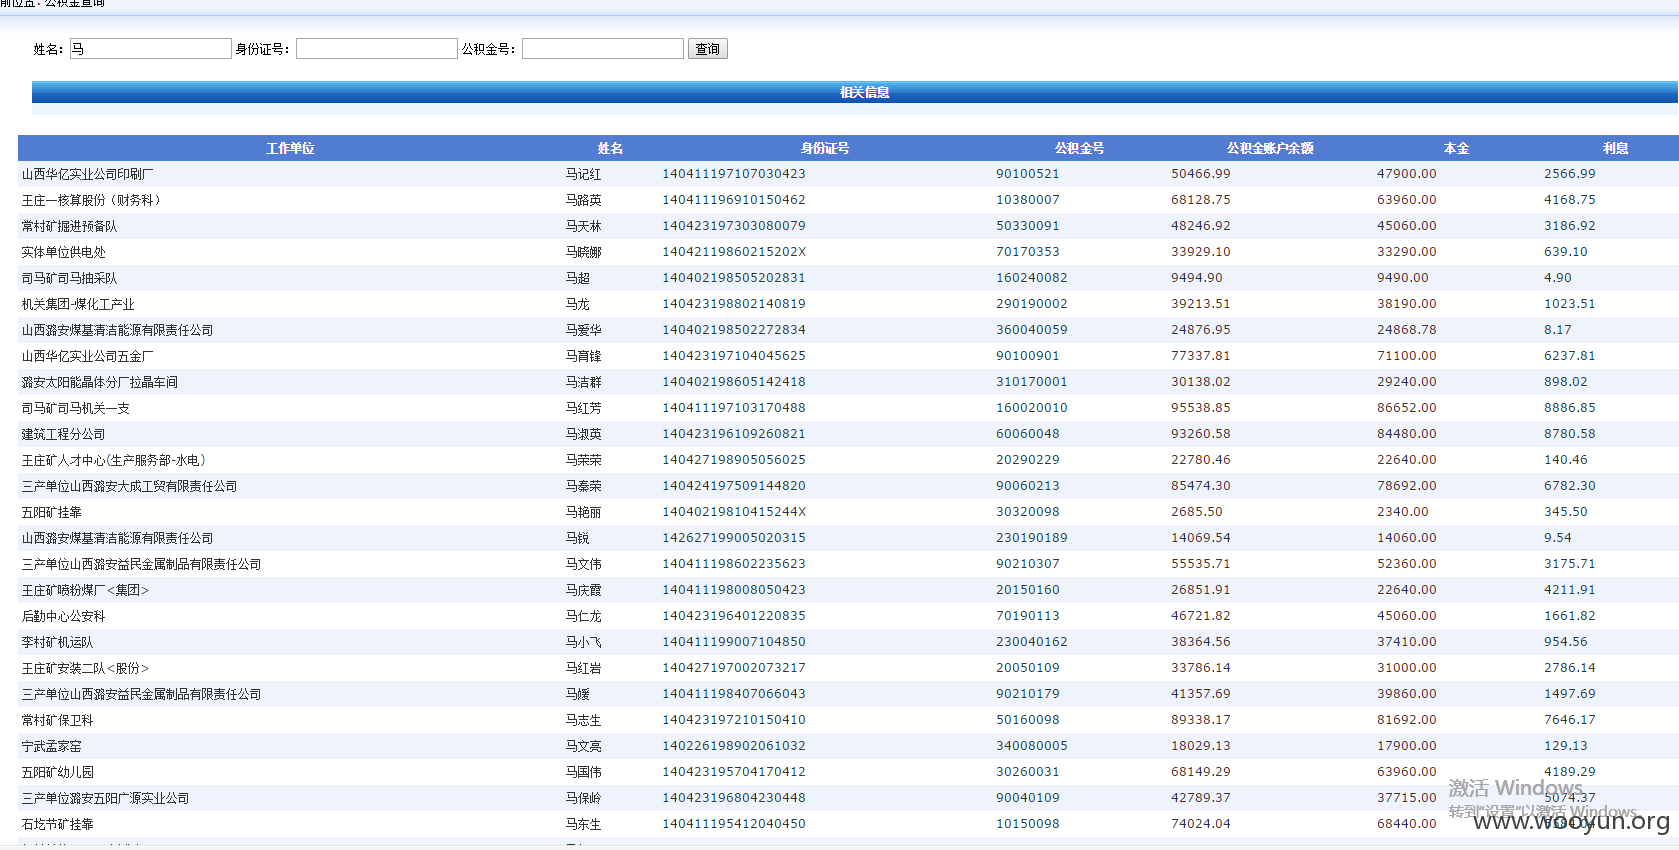 前位置：公积金查询
姓名： 马 身份证号： 公积金号： 查询
相关信息
工作单位 姓名 身份证号 公积金号 公积金账户余额 本金 利息
山西华亿实业公司印刷厂 马记红 140411197107030423 90100521 50466.99 47900.00 2566.99
王庄一核算股份（财务科） 马路英 140411196910150462 10380007 68128.75 63960.00 4168.75
常村矿掘进预备队 马天林 140423197303080079 50330091 48246.92 45060.00 3186.92
实体单位供电处 马晓娜 14042119860215202X 70170353 33929.10 33290.00 639.10
司马矿司马抽采队 马超 140402198505202831 160240082 9494.90 9490.00 4.90
机关集团-煤化工产业 马龙 140423198802140819 290190002 39213.51 38190.00 1023.51
山西潞安煤基清洁能源有限责任公司 马爱华 140402198502272834 360040059 24876.95 24868.78 8.17
山西华亿实业公司五金厂 马育锋 140423197104045625 90100901 77337.81 71100.00 6237.81
潞安太阳能晶体分厂拉晶车间 马洁群 140402198605142418 310170001 30138.02 29240.00 898.02
司马矿司马机关一支 马红芳 140411197103170488 160020010 95538.85 86652.00 8886.85
建筑工程分公司 马淑英 140423196109260821 60060048 93260.58 84480.00 8780.58
王庄矿人才中心(生产服务部-水电) 马荣荣 140427198905056025 20290229 22780.46 22640.00 140.46
三产单位山西潞安大成工贸有限责任公司 马秦荣 140424197509144820 90060213 85474.30 78692.00 6782.30
五阳矿挂靠 马艳丽 14040219810415244X 30320098 2685.50 2340.00 345.50
山西潞安煤基清洁能源有限责任公司 马锐 142627199005020315 230190189 14069.54 14060.00 9.54
三产单位山西潞安益民金属制品有限责任公司 马文伟 140411198602235623 90210307 55535.71 52360.00 3175.71
王庄矿喷粉煤厂<集团> 马庆霞 140411198008050423 20150160 26851.91 22640.00 4211.91
后勤中心公安科 马仁龙 140423196401220835 70190113 46721.82 45060.00 1661.82
李村矿机运队 马小飞 140411199007104850 230040162 38364.56 37410.00 954.56
王庄矿安装二队<股份> 马红岩 140427197002073217 20050109 33786.14 31000.00 2786.14
三产单位山西潞安益民金属制品有限责任公司 马媛 140411198407066043 90210179 41357.69 39860.00 1497.69
常村矿保卫科 马志生 140423197210150410 50160098 89338.17 81692.00 7646.17
宁武孟家窑 马文亮 140226198902061032 340080005 18029.13 17900.00 129.13
五阳矿幼儿园 马国伟 140423195704170412 30260031 68149.29 63960.00 4189.29
三产单位潞安五阳广源实业公司 马保岭 140423196804230448 90040109 42789.37 37715.00 5074.37
石圪节矿挂靠 马东生 140411195412040450 10150098 74024.04 68440.00
激活 Windows
转到“设置”以激活 Windows。
www.wooyun.org